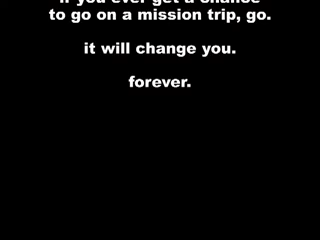 if you ever get a chance
to go on a mission trip, go.
it will change you.
forever.